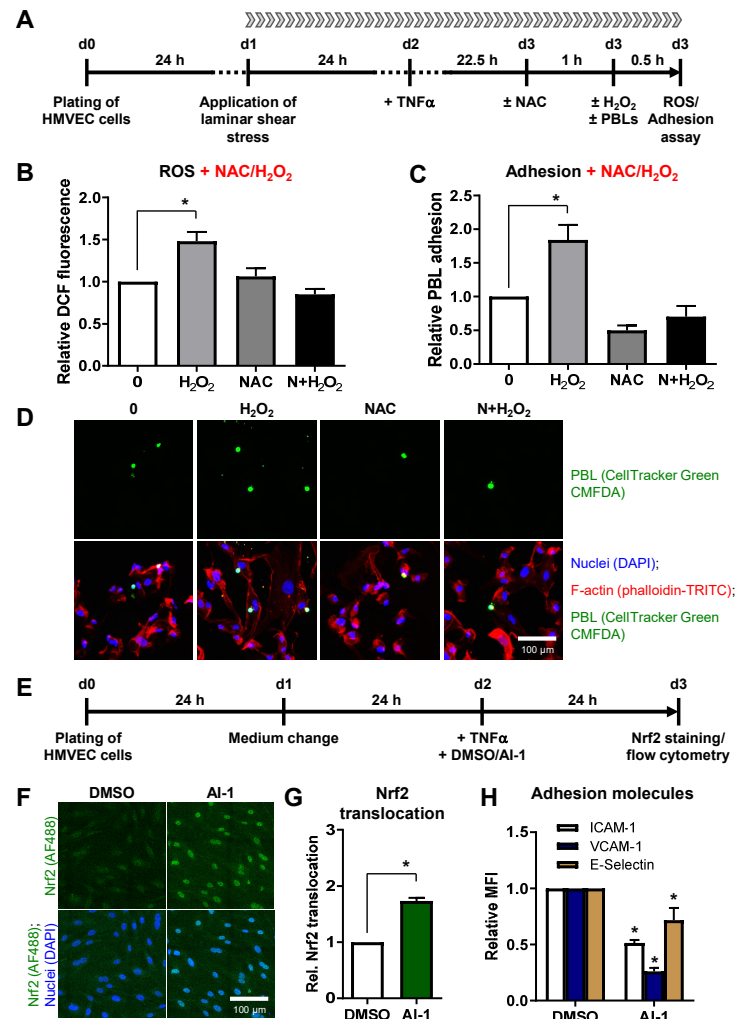 A
d0
d1
d2
d3
d3
d3
24 h
24 h
22.5 h
1 h
0.5 h
Plating of
HMVEC cells
Application of
laminar shear
stress
+ TNFα
± NAC
± H₂O₂
± PBLs
ROS/
Adhesion
assay
B
ROS + NAC/H₂O₂
Relative DCF fluorescence
2.0
1.5
1.0
0.5
0.0
*
0
H₂O₂
NAC
N+H₂O₂
C
Adhesion + NAC/H₂O₂
Relative PBL adhesion
2.5
2.0
1.5
1.0
0.5
0.0
*
0
H₂O₂
NAC
N+H₂O₂
D
0
H₂O₂
NAC
N+H₂O₂
PBL (CellTracker Green
CMFDA)
Nuclei (DAPI);
F-actin (phalloidin-TRITC);
PBL (CellTracker Green
CMFDA)
100 µm
E
d0
d1
d2
d3
24 h
24 h
24 h
Plating of
HMVEC cells
Medium change
+ TNFα
+ DMSO/AI-1
Nrf2 staining/
flow cytometry
F
DMSO
AI-1
Nrf2 (AF488)
Nrf2 (AF488);
Nuclei (DAPI)
100 µm
G
Nrf2
translocation
Rel. Nrf2 translocation
3
2
1
0
*
DMSO
AI-1
H
Adhesion molecules
ICAM-1
VCAM-1
E-Selectin
Relative MFI
1.5
1.0
0.5
0.0
*
*
*
DMSO
AI-1